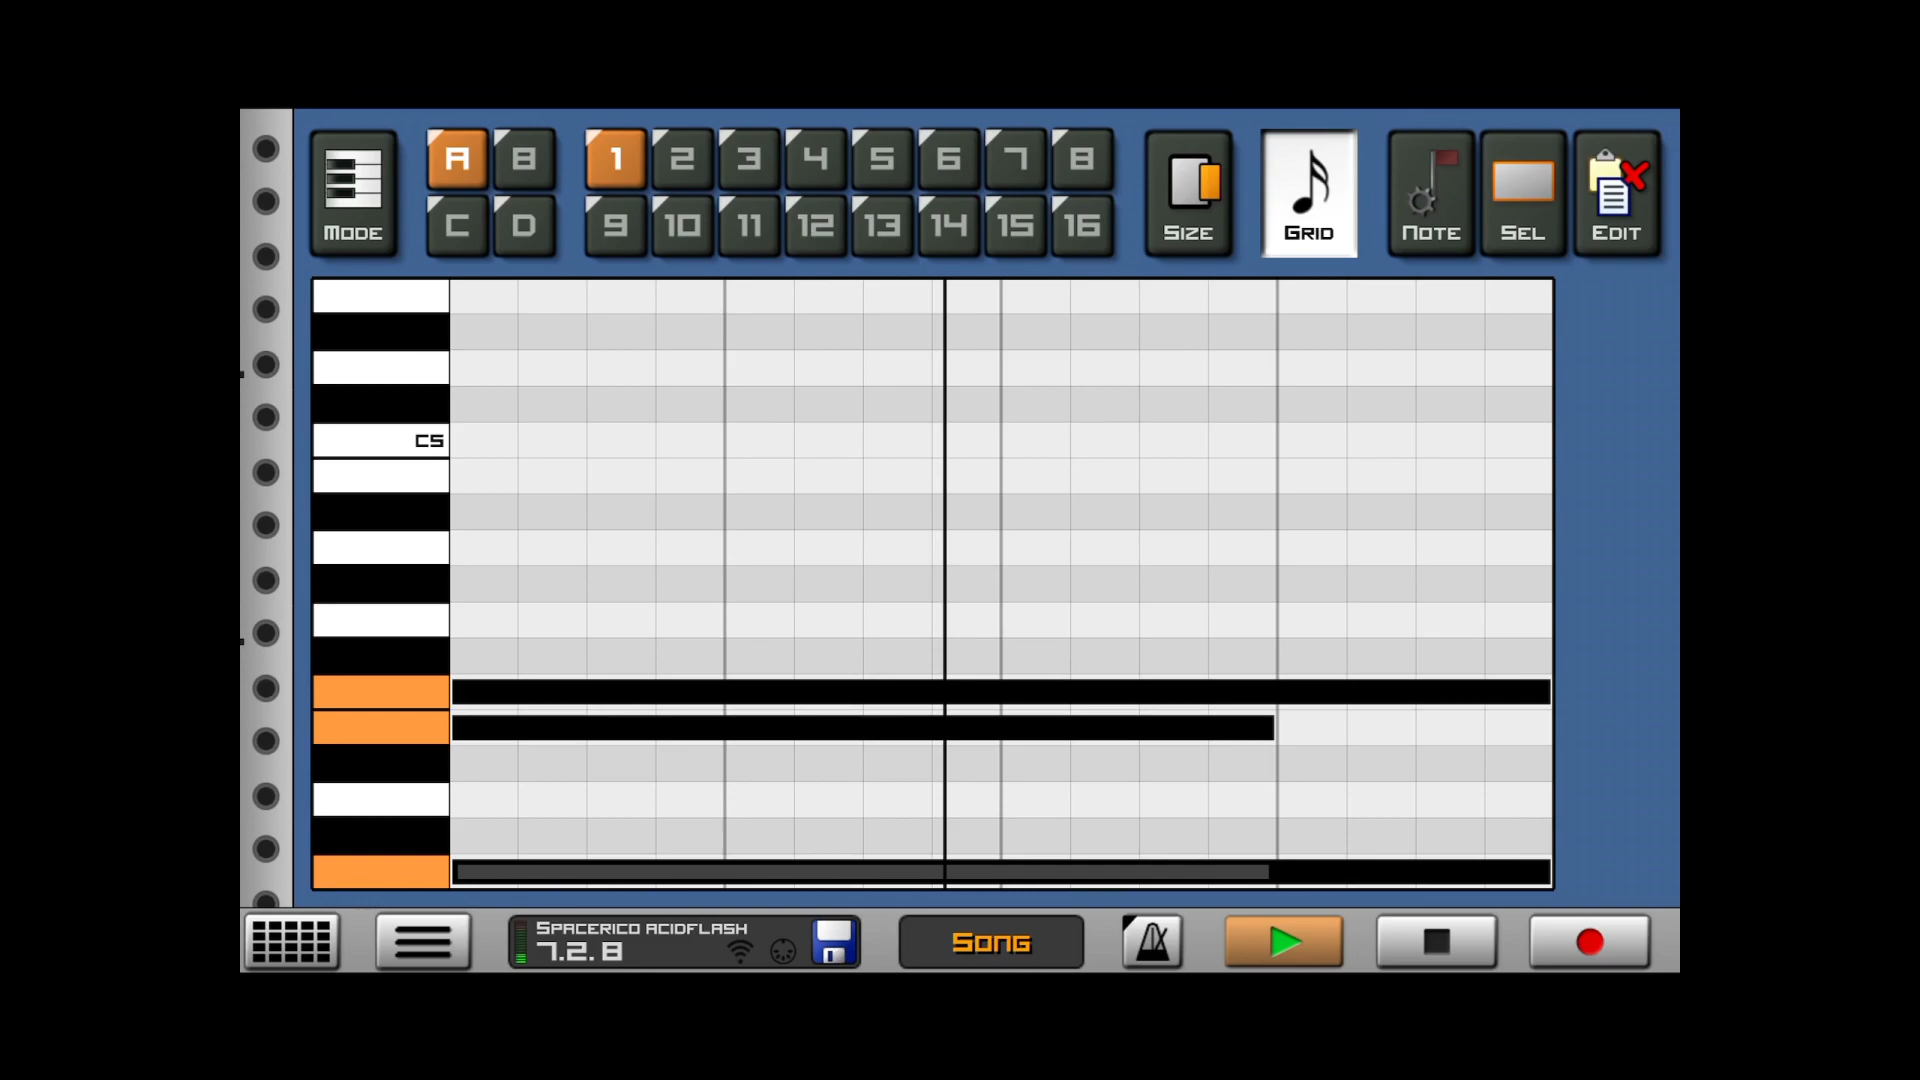 MODE
A B 1 2 3 4 5 6 7 8
C D 9 10 11 12 13 14 15 16
SIZE GRID NOTE SEL EDIT
C5
SPACERICO ACIDFLASH
7.2.8
SONG